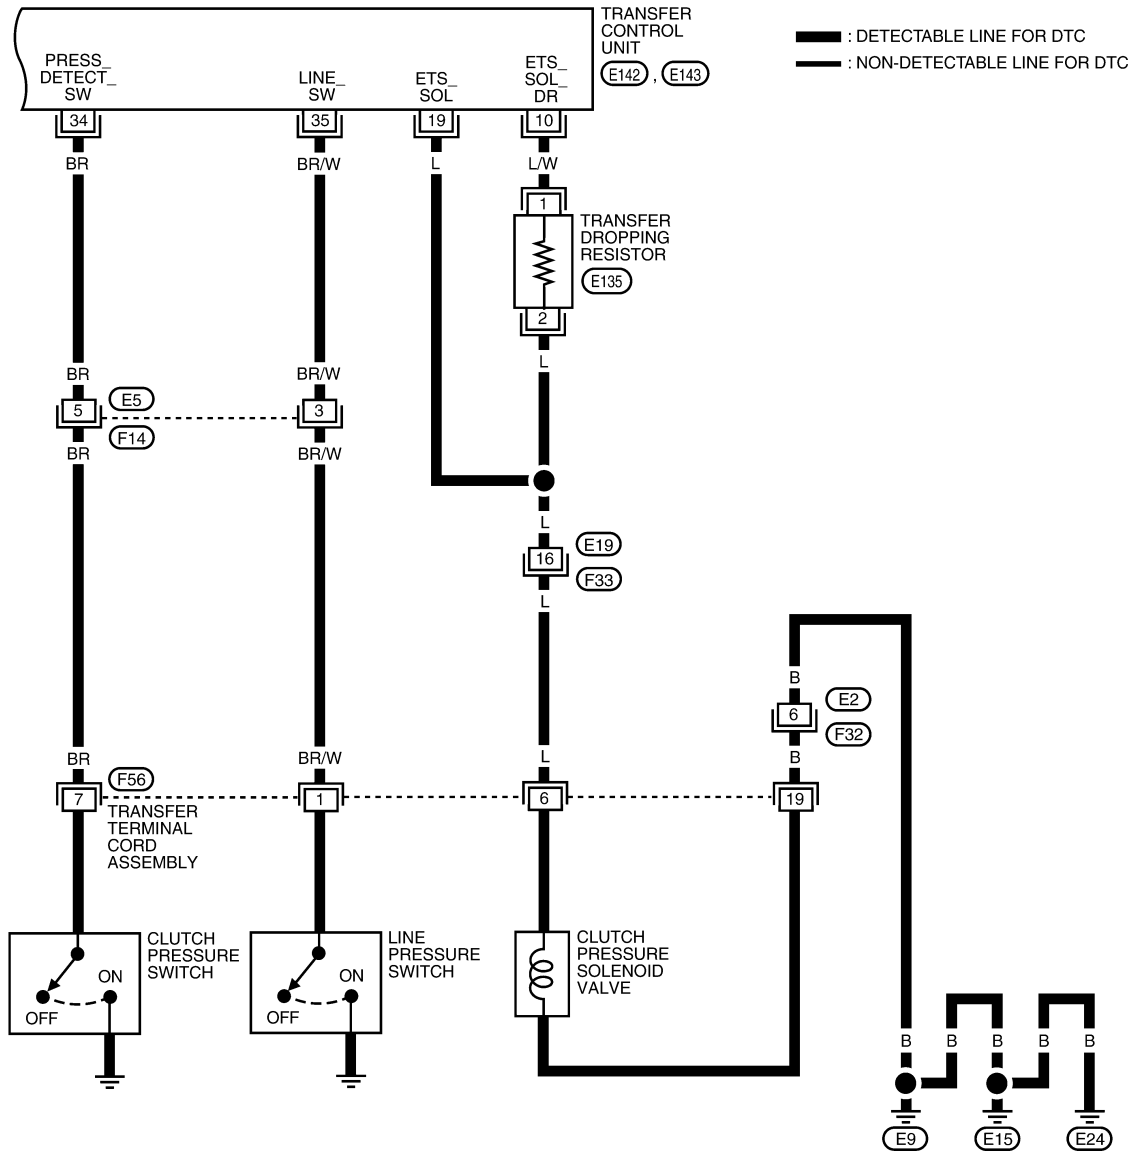 TRANSFER
CONTROL
UNIT
E142 , E143
: DETECTABLE LINE FOR DTC
: NON-DETECTABLE LINE FOR DTC
PRESS_
DETECT_
SW
LINE_
SW
ETS_
SOL
ETS_
SOL_
DR
34
35
19
10
BR
BR/W
L
L/W
1
TRANSFER
DROPPING
RESISTOR
E135
2
L
BR
BR/W
5
E5
F14
3
BR
BR/W
L
16
E19
F33
L
B
6
E2
F32
B
BR
BR/W
L
7
F56
TRANSFER
TERMINAL
CORD
ASSEMBLY
1
6
19
CLUTCH
PRESSURE
SWITCH
ON
OFF
LINE
PRESSURE
SWITCH
ON
OFF
CLUTCH
PRESSURE
SOLENOID
VALVE
B
B
B
B
B
E9
E15
E24